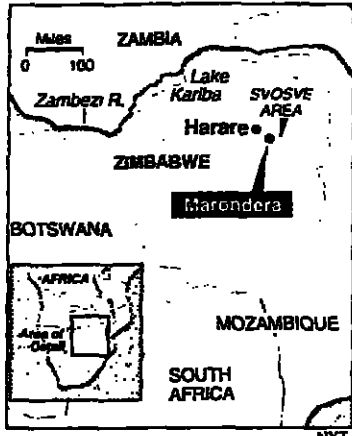 Miles
0 100
ZAMBIA
Lake
Kariba
Zambezi R.
SVOSVE
AREA
Harare
ZIMBABWE
Marondera
BOTSWANA
AFRICA
Area of
Detail
MOZAMBIQUE
SOUTH
AFRICA
NYT